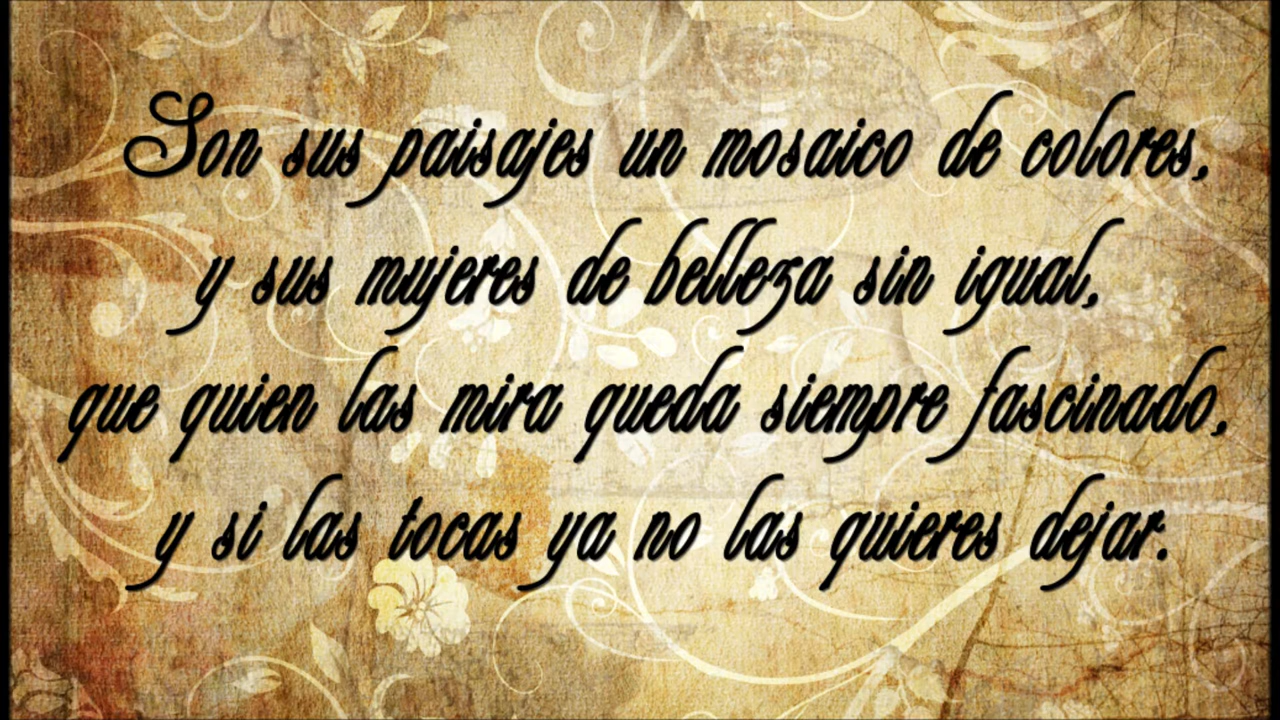 Son sus paisajes un mosaico de colores,
y sus mujeres de belleza sin igual,
que quien las mira queda siempre fascinado,
y si las tocas ya no las quieres dejar.